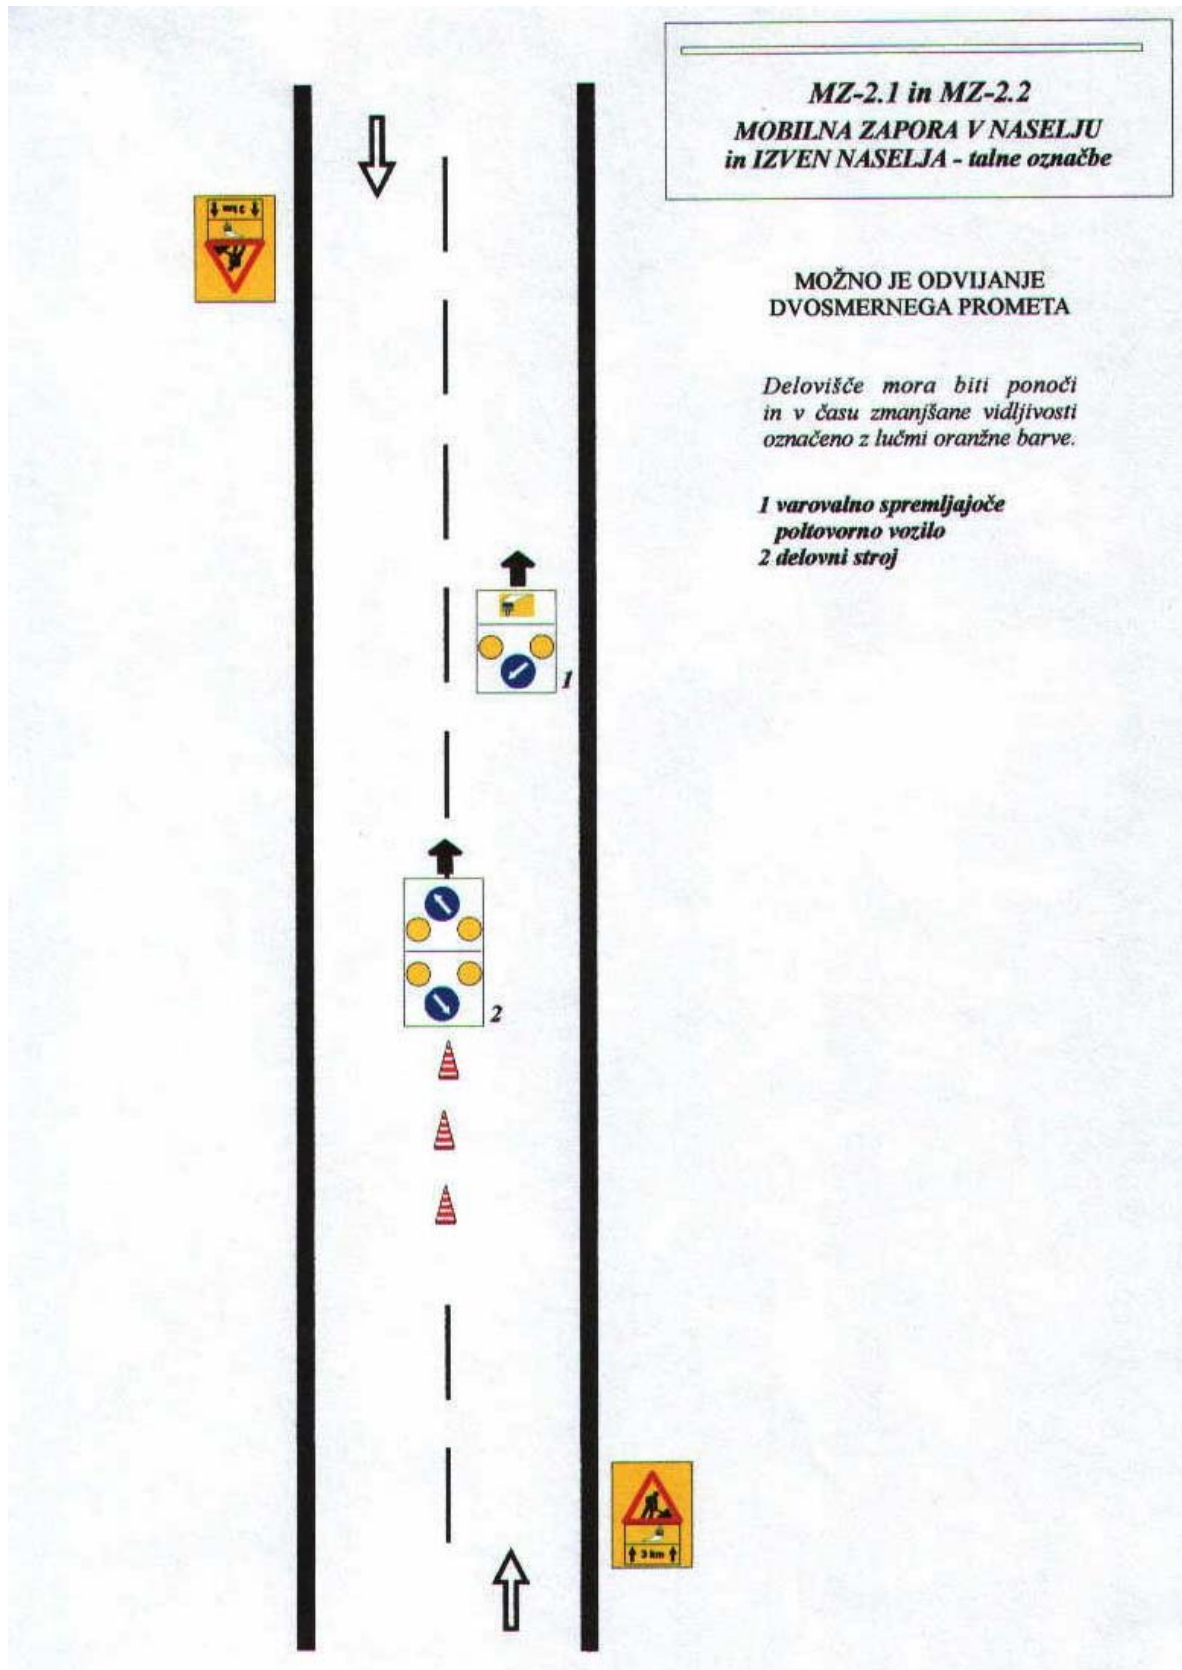 MZ-2.1 in MZ-2.2
MOBILNA ZAPORA V NASELJU
in IZVEN NASELJA - talne označbe
MOŽNO JE ODVIJANJE
DVOSMERNEGA PROMETA
Delovišče mora biti ponoči
in v času zmanjšane vidljivosti
označeno z lučmi oranžne barve.
1 varovalno spremljajoče
poltovorno vozilo
2 delovni stroj
3 km
1
2
3 km